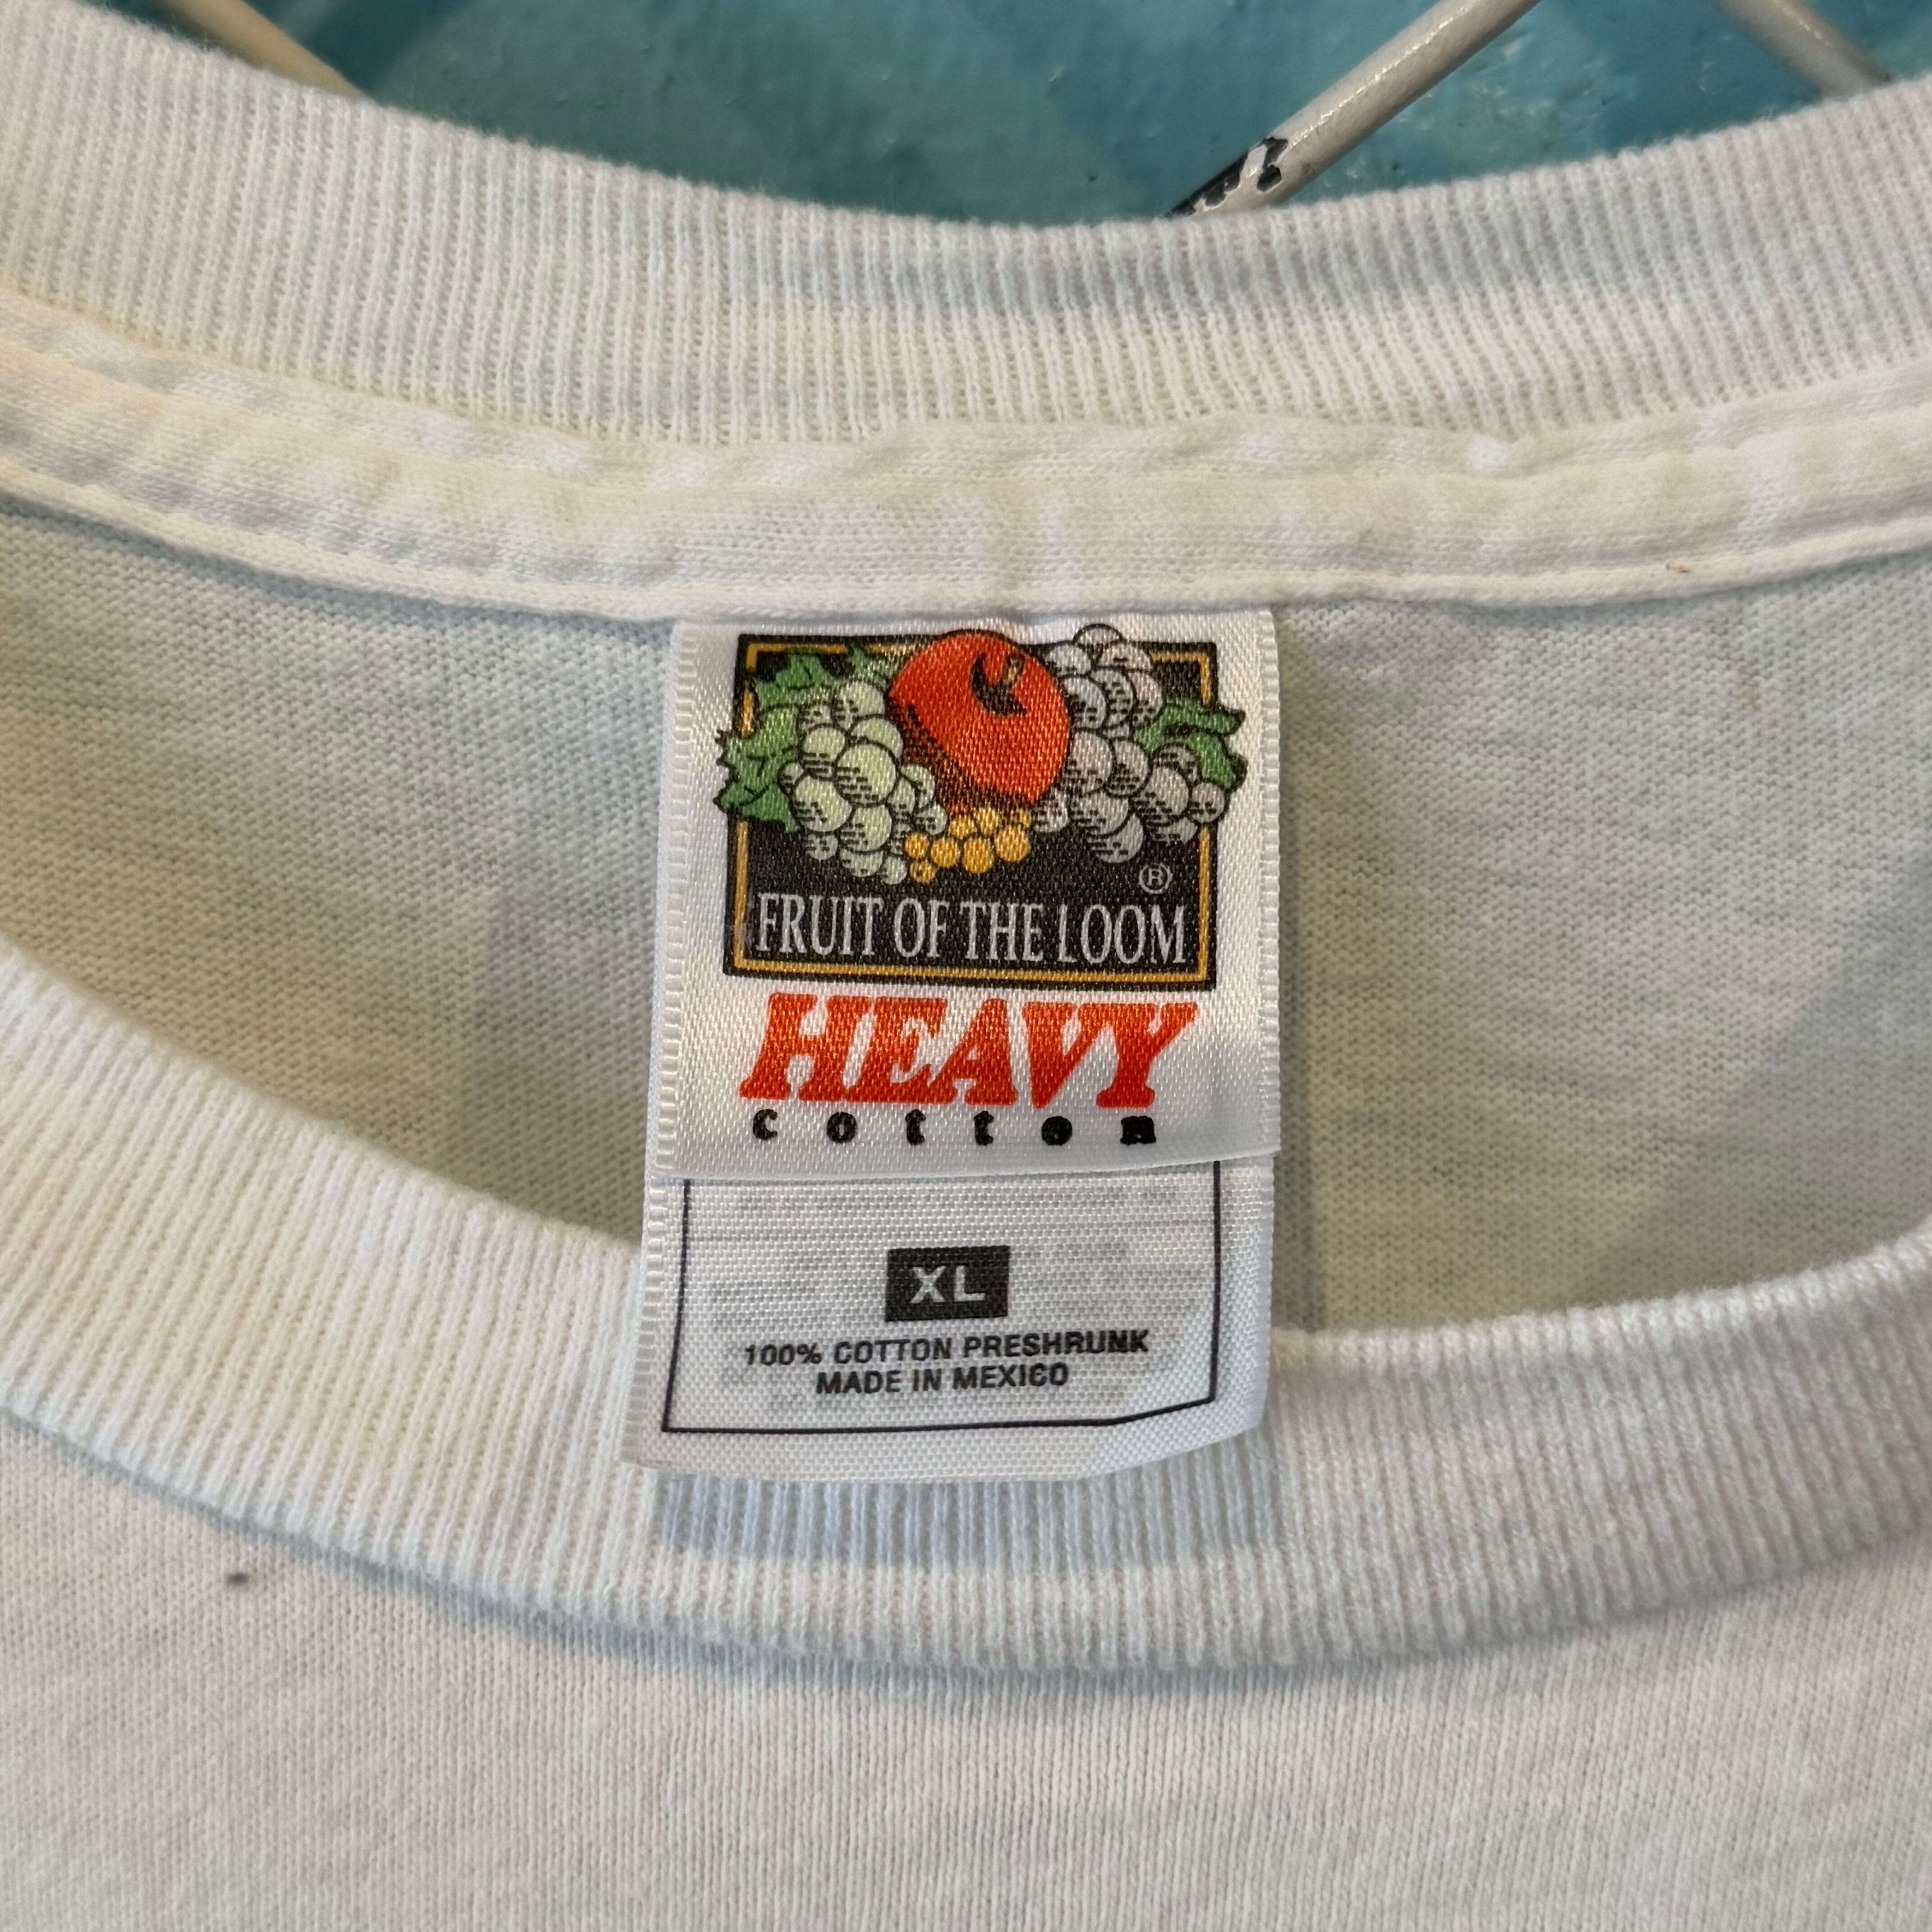 ®
FRUIT OF THE LOOM
HEAVY
cotton
XL
100% COTTON PRESHRUNK
MADE IN MEXICO